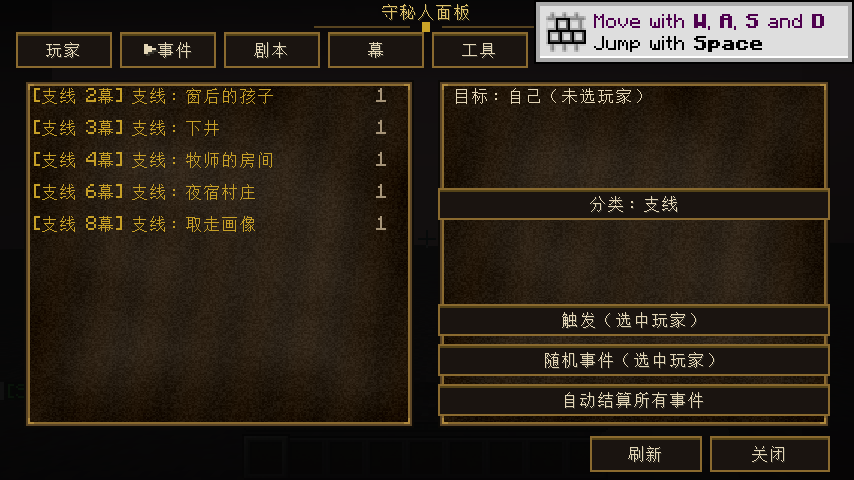 守秘人面板
Move with W, A, S and D
Jump with Space
玩家
▶事件
剧本
幕
工具
[支线 2幕] 支线：窗后的孩子 1
[支线 3幕] 支线：下井 1
[支线 4幕] 支线：牧师的房间 1
[支线 6幕] 支线：夜宿村庄 1
[支线 8幕] 支线：取走画像 1
目标：自己（未选玩家）
分类：支线
触发（选中玩家）
随机事件（选中玩家）
自动结算所有事件
刷新
关闭